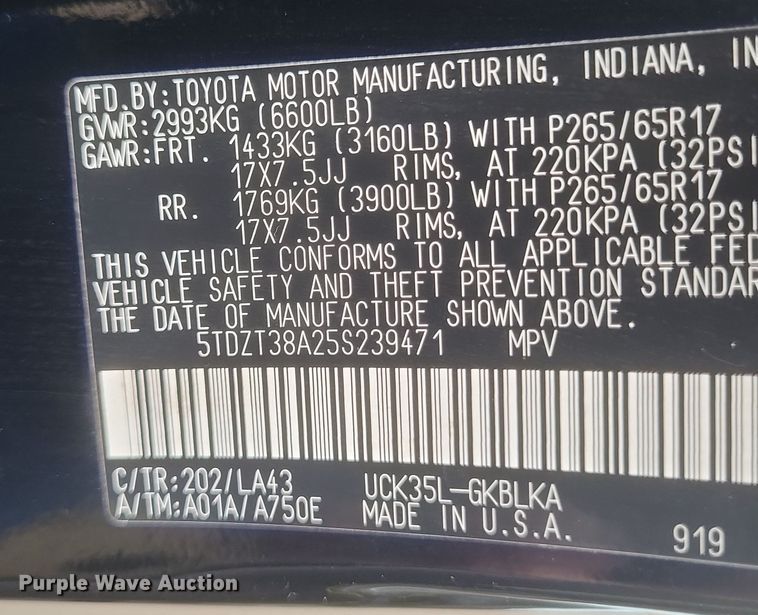 MFD.BY:TOYOTA MOTOR MANUFACTURING, INDIANA, IN
GVWR:2993KG (6600LB)
GAWR:FRT. 1433KG (3160LB) WITH P265/65R17
17X7.5JJ RIMS, AT 220KPA (32PSI
RR. 1769KG (3900LB) WITH P265/65R17
17X7.5JJ RIMS, AT 220KPA (32PSI
THIS VEHICLE CONFORMS TO ALL APPLICABLE FED
VEHICLE SAFETY AND THEFT PREVENTION STANDAR
THE DATE OF MANUFACTURE SHOWN ABOVE.
5TDZT38A25S239471 MPV
C/TR:202/LA43 UCK35L-GKBLKA
A/TM:A01A/A750E MADE IN U.S.A. 919
Purple Wave Auction